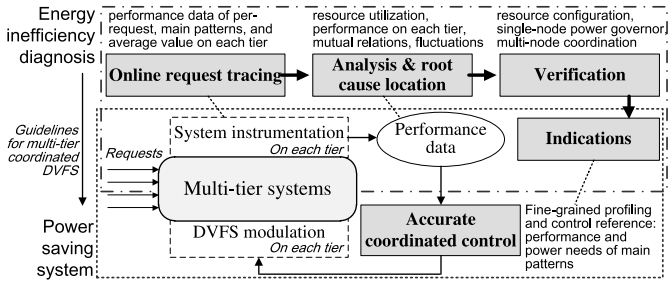 Energy
inefficiency
diagnosis
performance data of per-
request, main patterns, and
average value on each tier
resource utilization,
performance on each tier,
mutual relations, fluctuations
resource configuration,
single-node power governor,
multi-node coordination
Online request tracing
Analysis & root
cause location
Verification
Guidelines
for multi-tier
coordinated
DVFS
System instrumentation
On each tier
Performance
data
Indications
Requests
Multi-tier systems
DVFS modulation
On each tier
Accurate
coordinated control
Fine-grained profiling
and control reference:
performance and
power needs of main
patterns
Power
saving
system